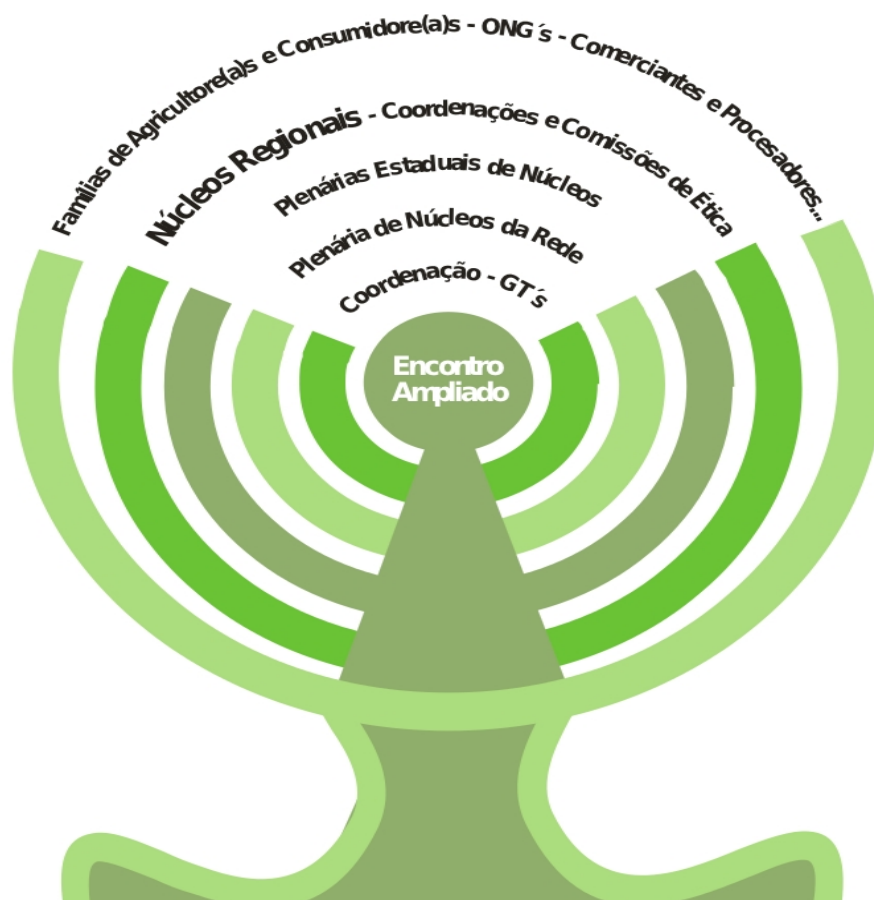 Famílias de Agricultore(a)s e Consumidore(a)s - ONG´s - Comerciantes e Procesadores...
Núcleos Regionais - Coordenações e Comissões de Ética
Plenárias Estaduais de Núcleos
Plenária de Núcleos da Rede
Coordenação - GT´s
Encontro
Ampliado